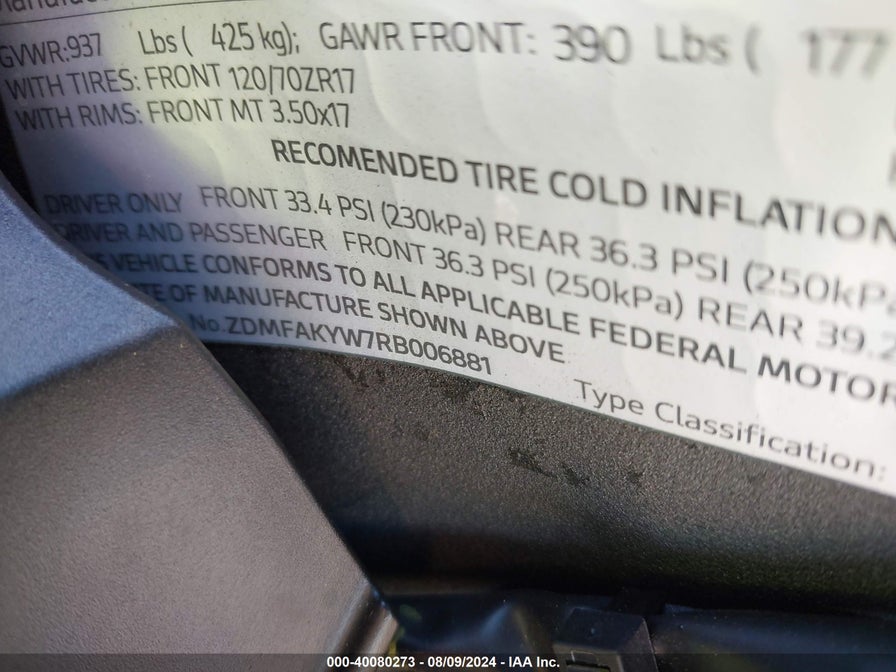 GVWR:937 Lbs ( 425 kg); GAWR FRONT: 390 Lbs ( 177
WITH TIRES: FRONT 120/70ZR17
WITH RIMS: FRONT MT 3.50x17
RECOMENDED TIRE COLD INFLATION
DRIVER ONLY FRONT 33.4 PSI (230kPa) REAR 36.3 PSI (250kP
DRIVER AND PASSENGER FRONT 36.3 PSI (250kPa) REAR 39.2
VEHICLE CONFORMS TO ALL APPLICABLE FEDERAL MOTOR
OF MANUFACTURE SHOWN ABOVE
No.ZDMFAKYW7RB006881
Type Classification:
000-40080273 - 08/09/2024 - IAA Inc.